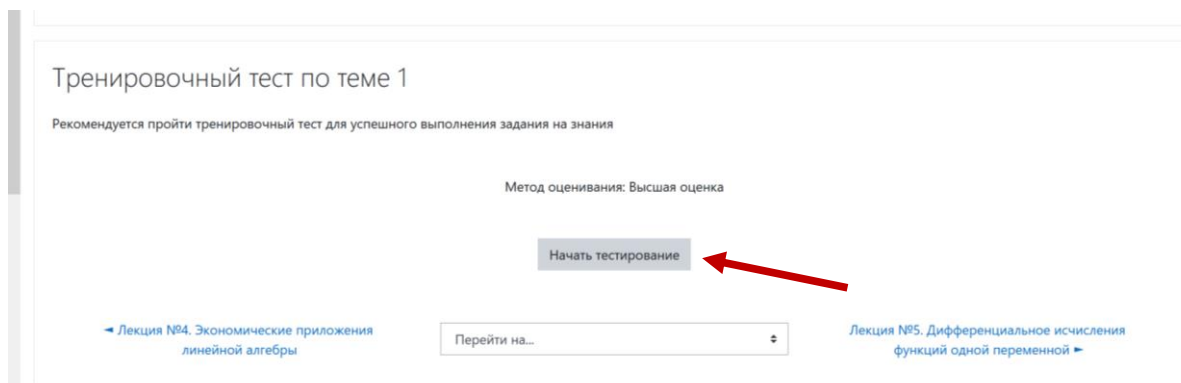 Тренировочный тест по теме 1
Рекомендуется пройти тренировочный тест для успешного выполнения задания на знания
Метод оценивания: Высшая оценка
Начать тестирование
◄ Лекция №4. Экономические приложения
линейной алгебры
Перейти на...
Лекция №5. Дифференциальное исчисления
функций одной переменной ►